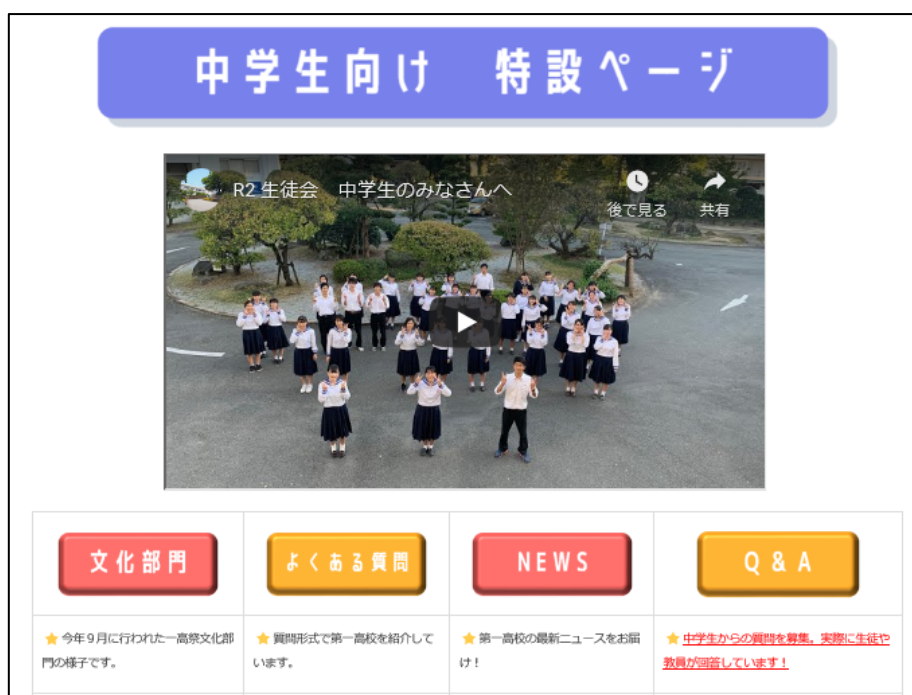 中学生向け　特設ページ
R2 生徒会　中学生のみなさんへ
後で見る
共有
文化部門
よくある質問
NEWS
Q & A
今年９月に行われた一高祭文化部
門の様子です。
質問形式で第一高校を紹介して
います。
第一高校の最新ニュースをお届
け！
中学生からの質問を募集。実際に生徒や
教員が回答しています！